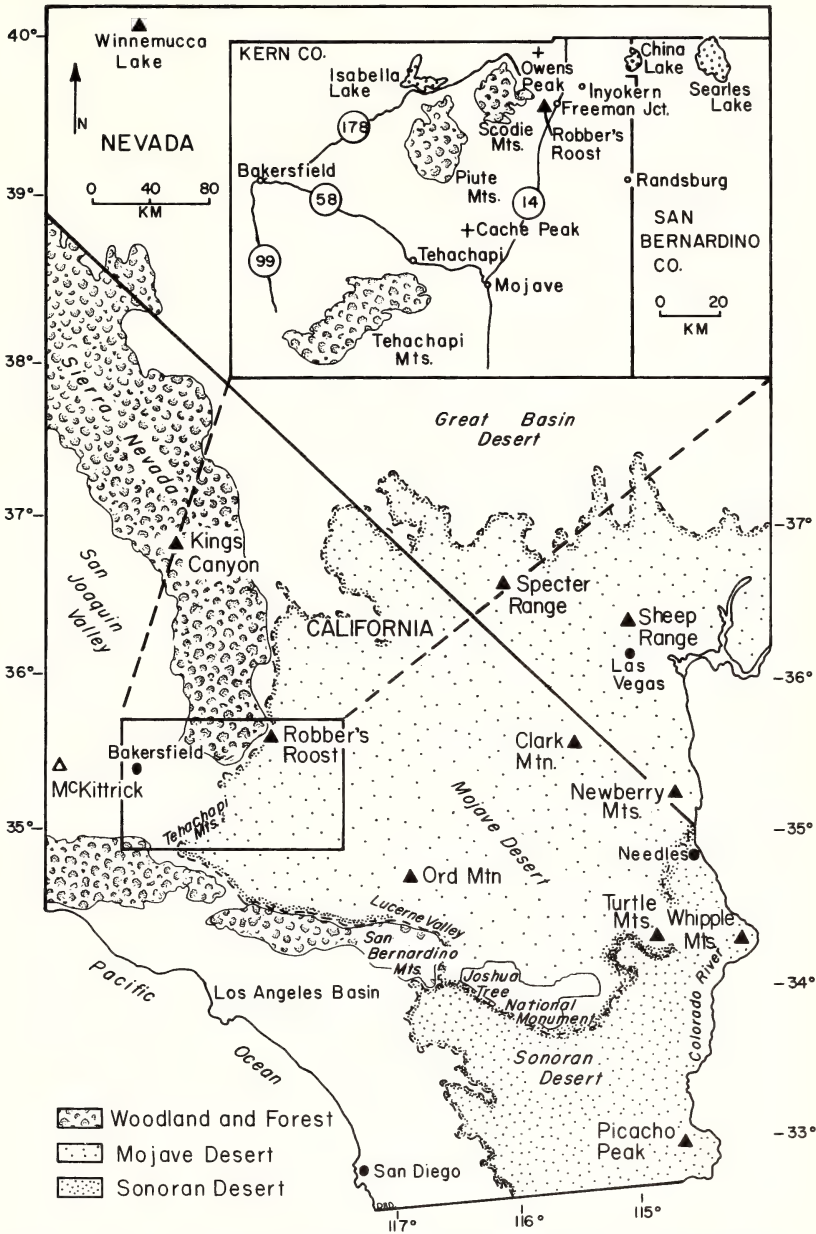 40°
Winnemucca
Lake
N
NEVADA
39°
0 40 80
KM
38°
37°
36°
35°
KERN CO.
Isabella
Lake
Owens
Peak
China
Lake
Searles
Lake
Inyokern
Freeman Jct.
Scodie
Mts.
Robber's
Roost
178
Piute
Mts.
Bakersfield
58
14
Randsburg
Cache Peak
SAN
BERNARDINO
CO.
99
Tehachapi
Mojave
0 20
KM
Tehachapi
Mts.
Sierra Nevada
Great Basin
Desert
San
Joaquin
Valley
Kings
Canyon
-37°
Specter
Range
CALIFORNIA
Sheep
Range
Las
Vegas
-36°
Bakersfield
Robber's
Roost
McKittrick
Clark
Mtn.
Mojave Desert
Newberry
Mts.
Tehachapi
Mts.
-35°
Needles
Ord Mtn
Lucerne Valley
Turtle
Mts.
Whipple
Mts.
San
Bernardino
Mts.
Joshua
Tree
National
Monument
-34°
Colorado River
Pacific
Ocean
Los Angeles Basin
Sonoran
Desert
Woodland and Forest
Mojave Desert
Sonoran Desert
Picacho
Peak
-33°
San Diego
117°
116°
115°